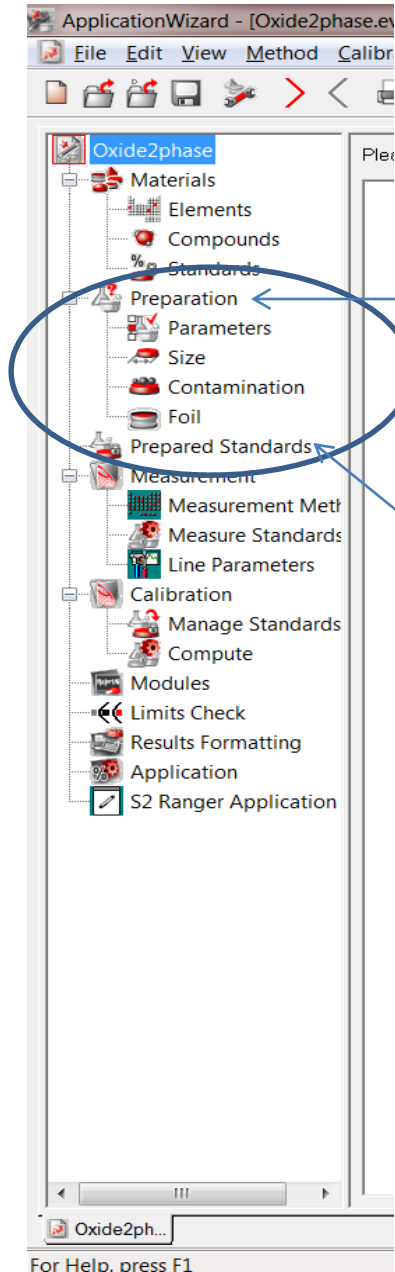 ApplicationWizard - [Oxide2phase.ev
File Edit View Method Calibr
Plea
Oxide2phase
Materials
Elements
Compounds
Standards
Preparation
Parameters
Size
Contamination
Foil
Prepared Standards
Measurement
Measurement Meth
Measure Standards
Line Parameters
Calibration
Manage Standards
Compute
Modules
Limits Check
Results Formatting
Application
S2 Ranger Application
Oxide2ph...
For Help, press F1